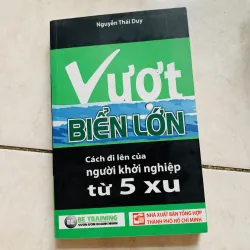 Nguyễn Thái Duy
Vượt
BIỂN LỚN
Cách đi lên của
người khởi nghiệp
từ 5 xu
BE TRAINING
NHÀ XUẤT BẢN TỔNG HỢP
THÀNH PHỐ HỒ CHÍ MINH